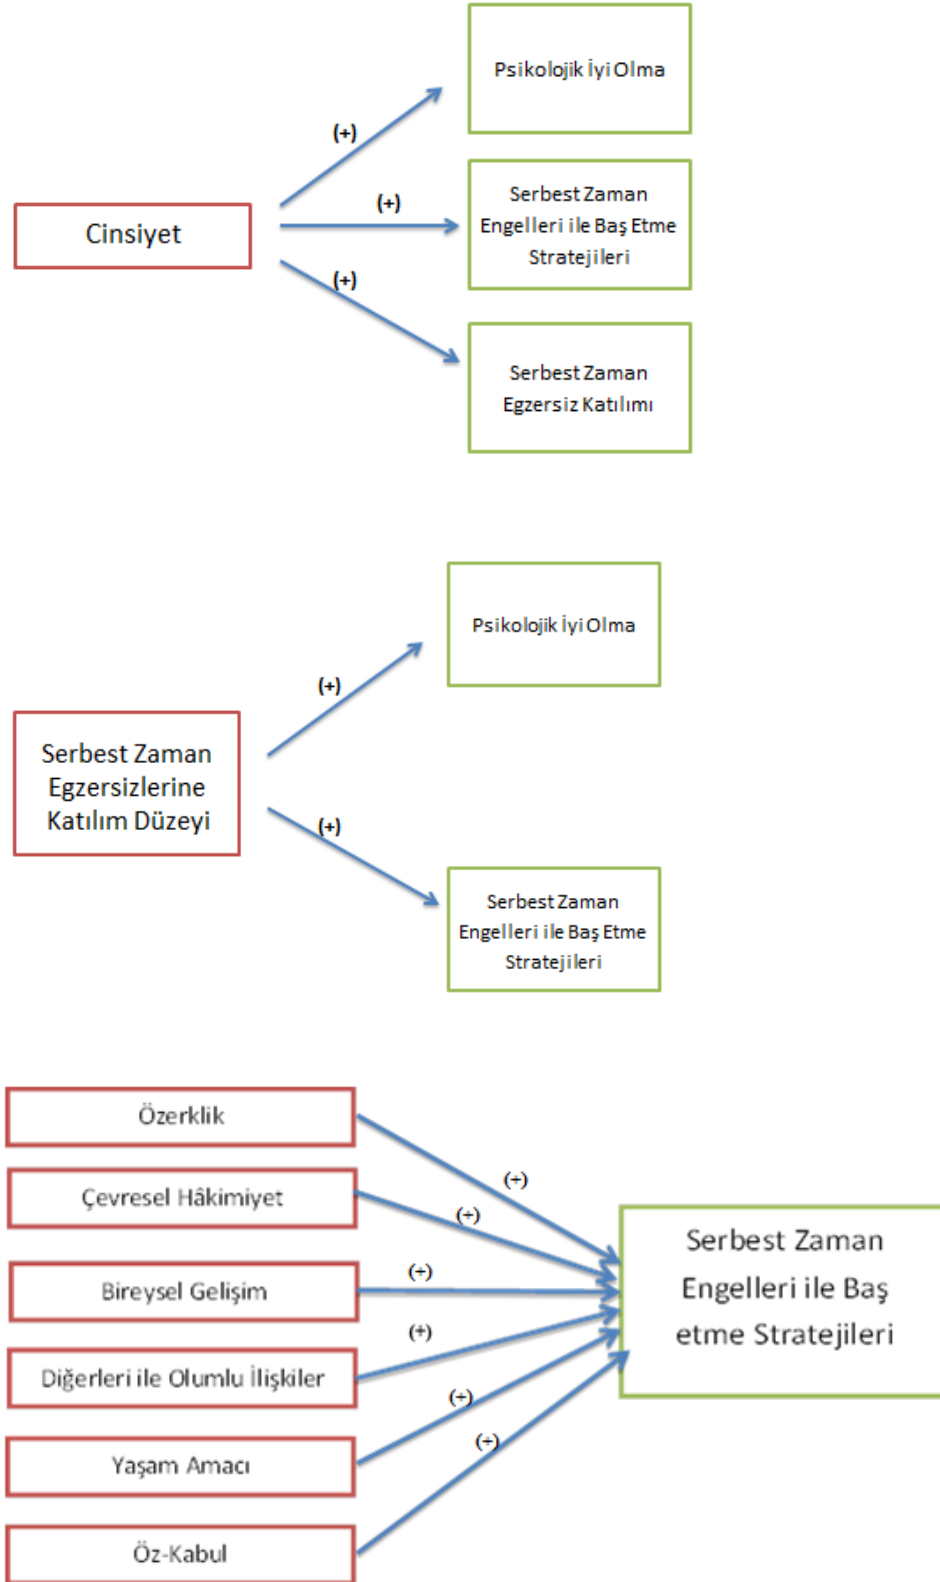 Psikolojik İyi Olma
(+)
Serbest Zaman
Engelleri ile Baş Etme
Stratejileri
(+)
Cinsiyet
(+)
Serbest Zaman
Egzersiz Katılımı
Psikolojik İyi Olma
(+)
Serbest Zaman
Egzersizlerine
Katılım Düzeyi
(+)
Serbest Zaman
Engelleri ile Baş Etme
Stratejileri
Özerklik
(+)
Çevresel Hâkimiyet
(+)
Bireysel Gelişim
(+)
Diğerleri ile Olumlu İlişkiler
(+)
Yaşam Amacı
(+)
Öz-Kabul
(+)
Serbest Zaman
Engelleri ile Baş
etme Stratejileri